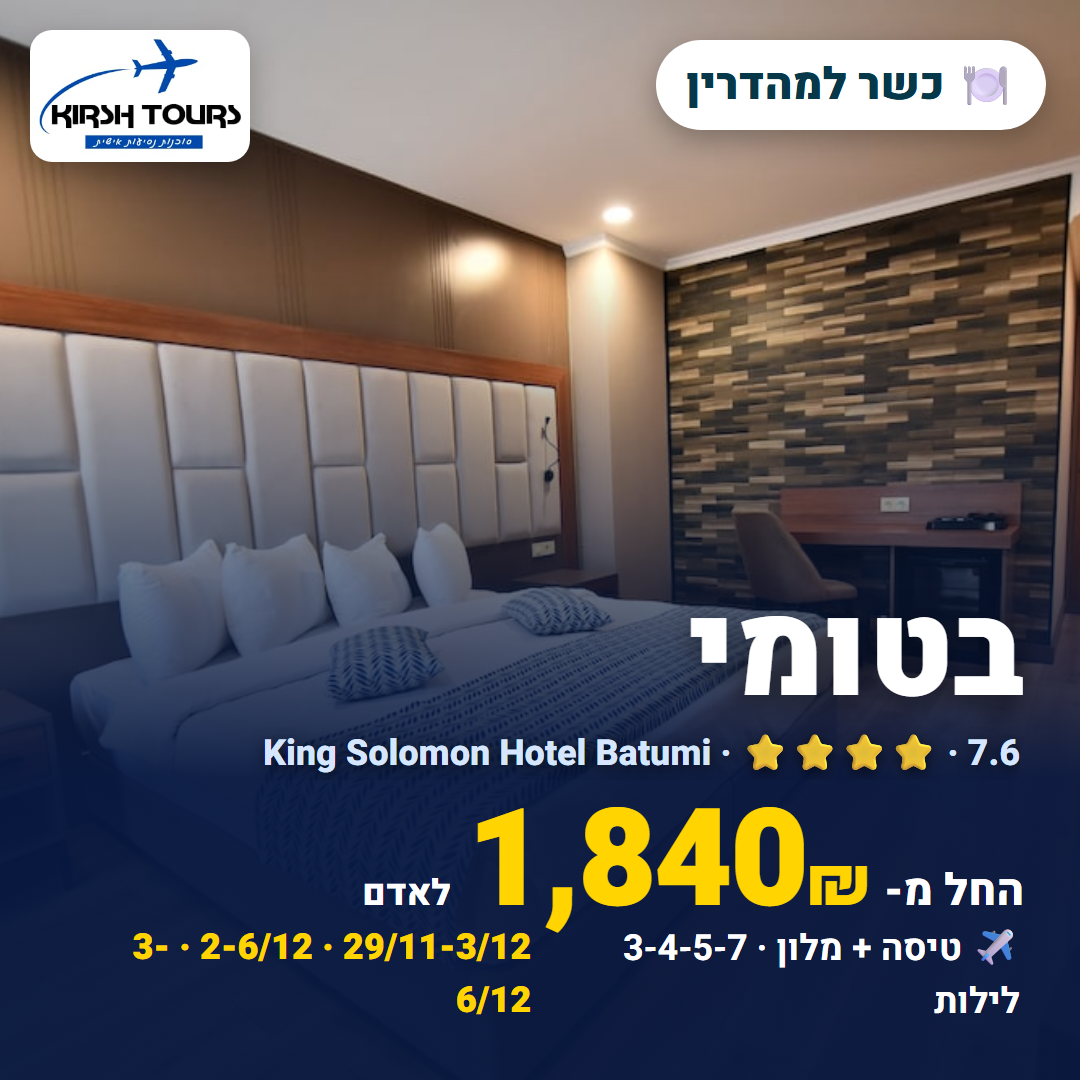 KIRSH TOURS
סוכנות נסיעות אישית
🍽️ כשר למהדרין
בטומי
King Solomon Hotel Batumi · ⭐⭐⭐⭐ · 7.6
החל מ- ₪1,840 לאדם
✈️ טיסה + מלון · 3-4-5-7
לילות
29/11-3/12 · 2-6/12 · 3-
6/12